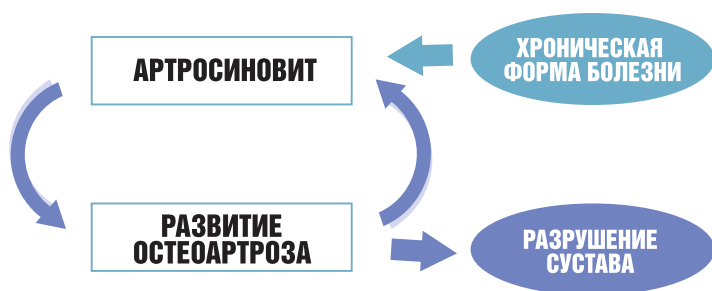 АРТРОСИНОВИТ
ХРОНИЧЕСКАЯ
ФОРМА БОЛЕЗНИ
РАЗВИТИЕ
ОСТЕОАРТРОЗА
РАЗРУШЕНИЕ
СУСТАВА